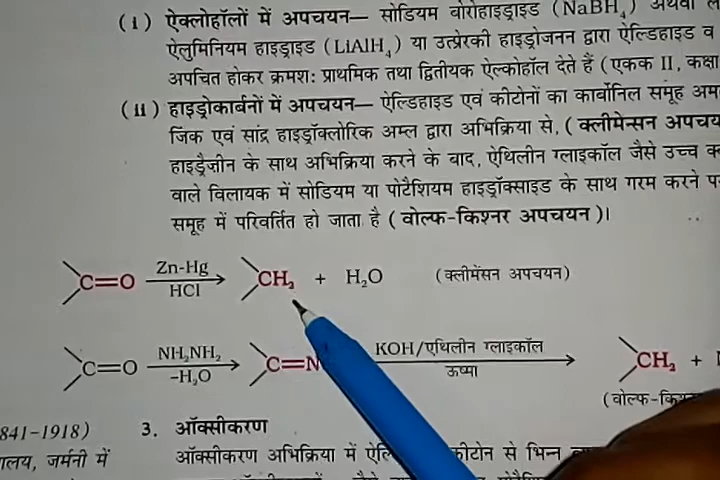 (i) ऐल्कोहॉलों में अपचयन— सोडियम बोरोहाइड्राइड (NaBH₄) अथवा
ऐलुमिनियम हाइड्राइड (LiAlH₄) या उत्प्रेरकी हाइड्रोजनन द्वारा ऐल्डिहाइड व
अपचित होकर क्रमशः प्राथमिक तथा द्वितीयक ऐल्कोहॉल देते हैं (एकक II, कक्षा
(ii) हाइड्रोकार्बनों में अपचयन— ऐल्डिहाइड एवं कीटोनों का कार्बोनिल समूह
जिंक एवं सांद्र हाइड्रॉक्लोरिक अम्ल द्वारा अभिक्रिया से, (क्लीमेन्सन अपचय
हाइड्रैज़ीन के साथ अभिक्रिया करने के बाद, ऐथिलीन ग्लाइकॉल जैसे उच्च
वाले विलायक में सोडियम या पोटैशियम हाइड्रॉक्साइड के साथ गरम करने
समूह में परिवर्तित हो जाता है (वोल्फ-किश्नर अपचयन)।
C=O Zn-Hg HCl CH₂ + H₂O (क्लीमेंसन अपचयन)
C=O NH₂NH₂ –H₂O C=N KOH/एथिलीन ग्लाइकॉल ऊष्मा CH₂ +
(वोल्फ-किश्न
841–1918) 3. ऑक्सीकरण
लय, जर्मनी में ऑक्सीकरण अभिक्रिया में कीटोन से भिन्न